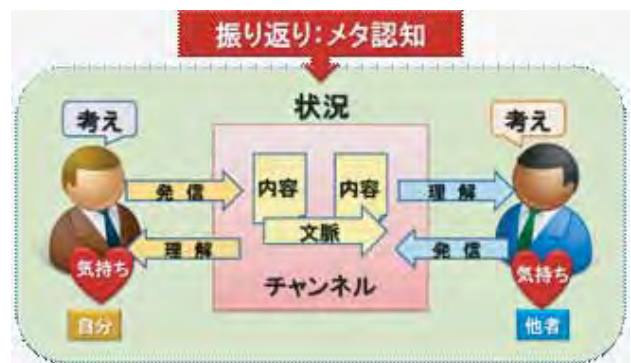 振り返り：メタ認知
状況
考え
考え
発信
内容
内容
理解
文脈
理解
発信
気持ち
チャンネル
気持ち
自分
他者